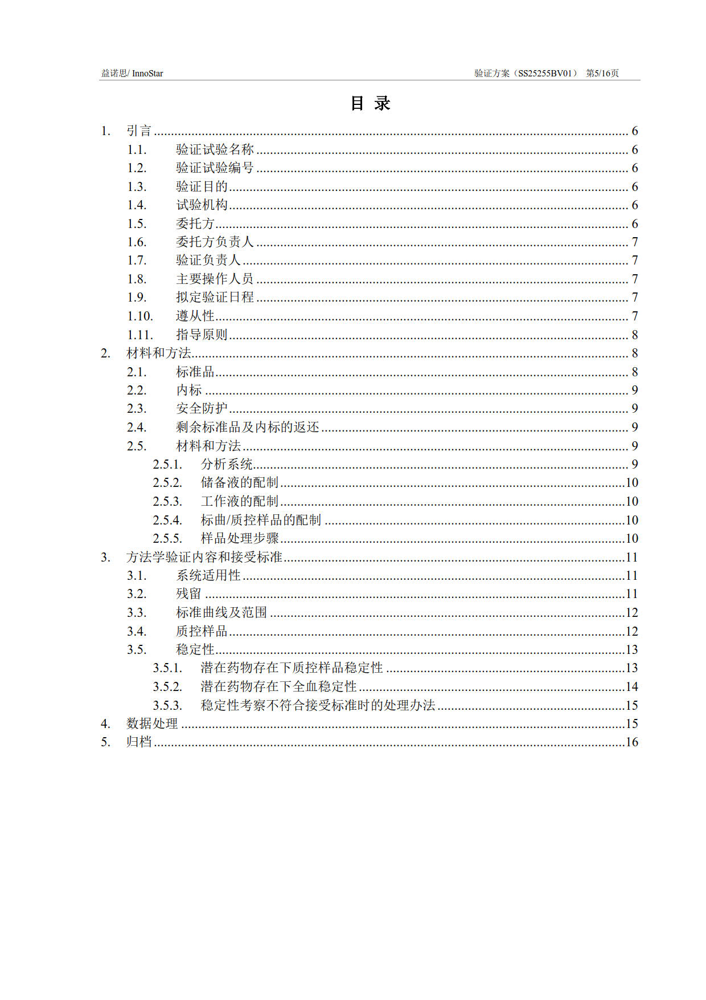 益诺思/ InnoStar 验证方案（SS25255BV01） 第5/16页
目 录
1. 引言 6
1.1. 验证试验名称 6
1.2. 验证试验编号 6
1.3. 验证目的 6
1.4. 试验机构 6
1.5. 委托方 6
1.6. 委托方负责人 7
1.7. 验证负责人 7
1.8. 主要操作人员 7
1.9. 拟定验证日程 7
1.10. 遵从性 7
1.11. 指导原则 8
2. 材料和方法 8
2.1. 标准品 8
2.2. 内标 9
2.3. 安全防护 9
2.4. 剩余标准品及内标的返还 9
2.5. 材料和方法 9
2.5.1. 分析系统 9
2.5.2. 储备液的配制 10
2.5.3. 工作液的配制 10
2.5.4. 标曲/质控样品的配制 10
2.5.5. 样品处理步骤 10
3. 方法学验证内容和接受标准 11
3.1. 系统适用性 11
3.2. 残留 11
3.3. 标准曲线及范围 12
3.4. 质控样品 12
3.5. 稳定性 13
3.5.1. 潜在药物存在下质控样品稳定性 13
3.5.2. 潜在药物存在下全血稳定性 14
3.5.3. 稳定性考察不符合接受标准时的处理办法 15
4. 数据处理 15
5. 归档 16